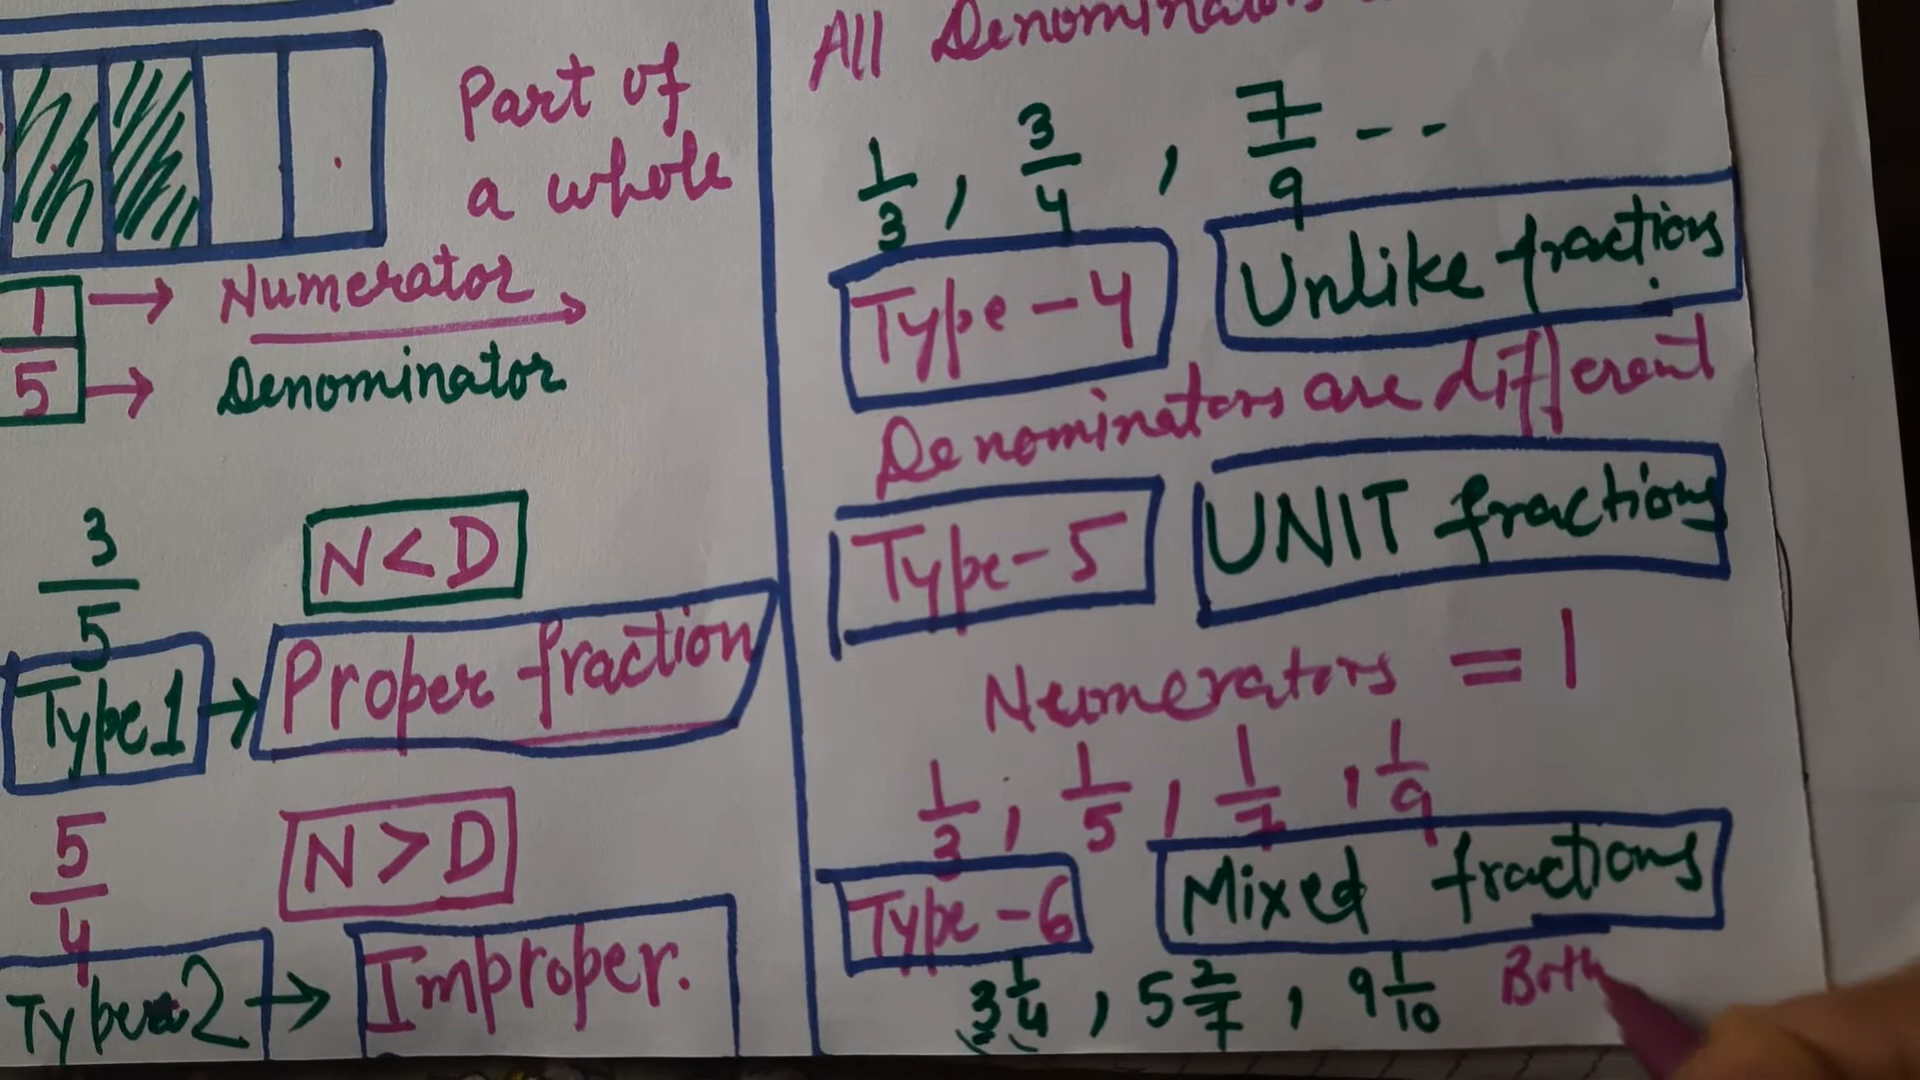 Part of
a whole
1 → Numerator
5 → Denominator
3/5
N<D
Type1 → Proper fraction
5/4
N>D
Type 2 → Improper.
All Denominators
1/3, 3/4, 7/9 - -
Type-4 Unlike fractions
Denominators are different
Type-5 UNIT fractions
Numerators = 1
1/3, 1/5, 1/7, 1/9
Type-6 Mixed fractions
3 1/4, 5 2/7, 9 1/10 Both